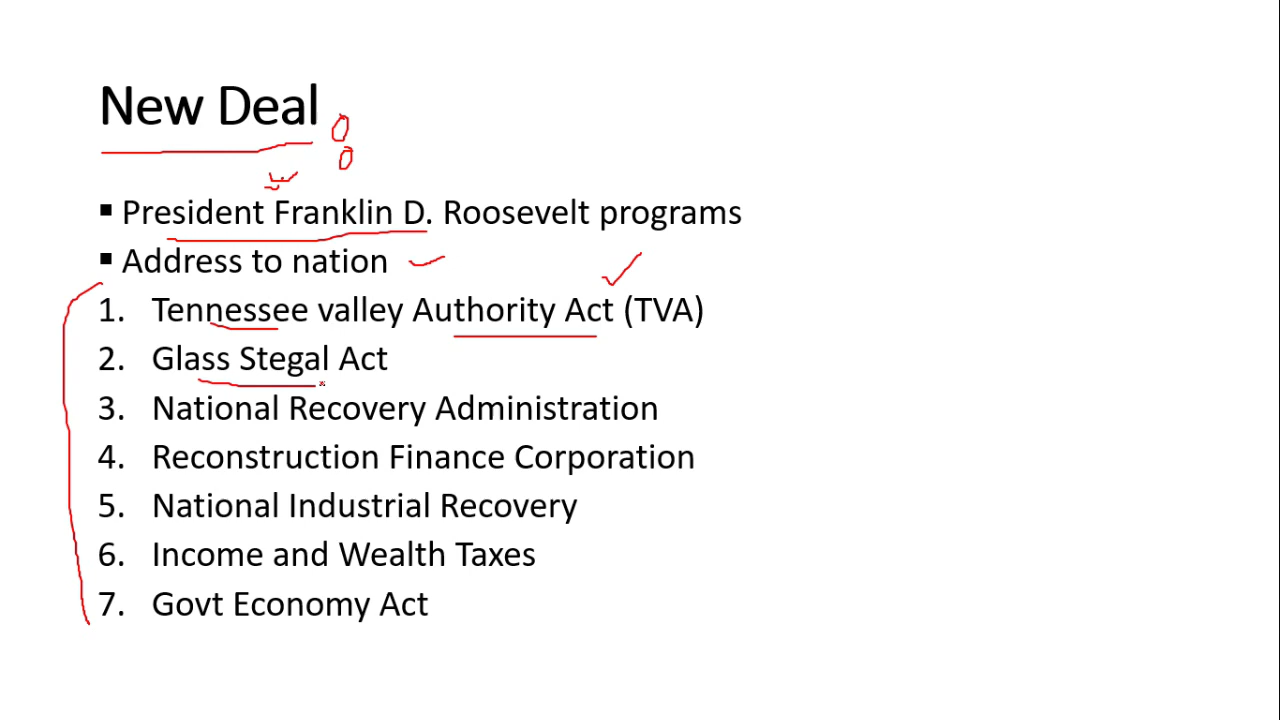 New Deal
▪ President Franklin D. Roosevelt programs
▪ Address to nation
1. Tennessee valley Authority Act (TVA)
2. Glass Stegal Act
3. National Recovery Administration
4. Reconstruction Finance Corporation
5. National Industrial Recovery
6. Income and Wealth Taxes
7. Govt Economy Act